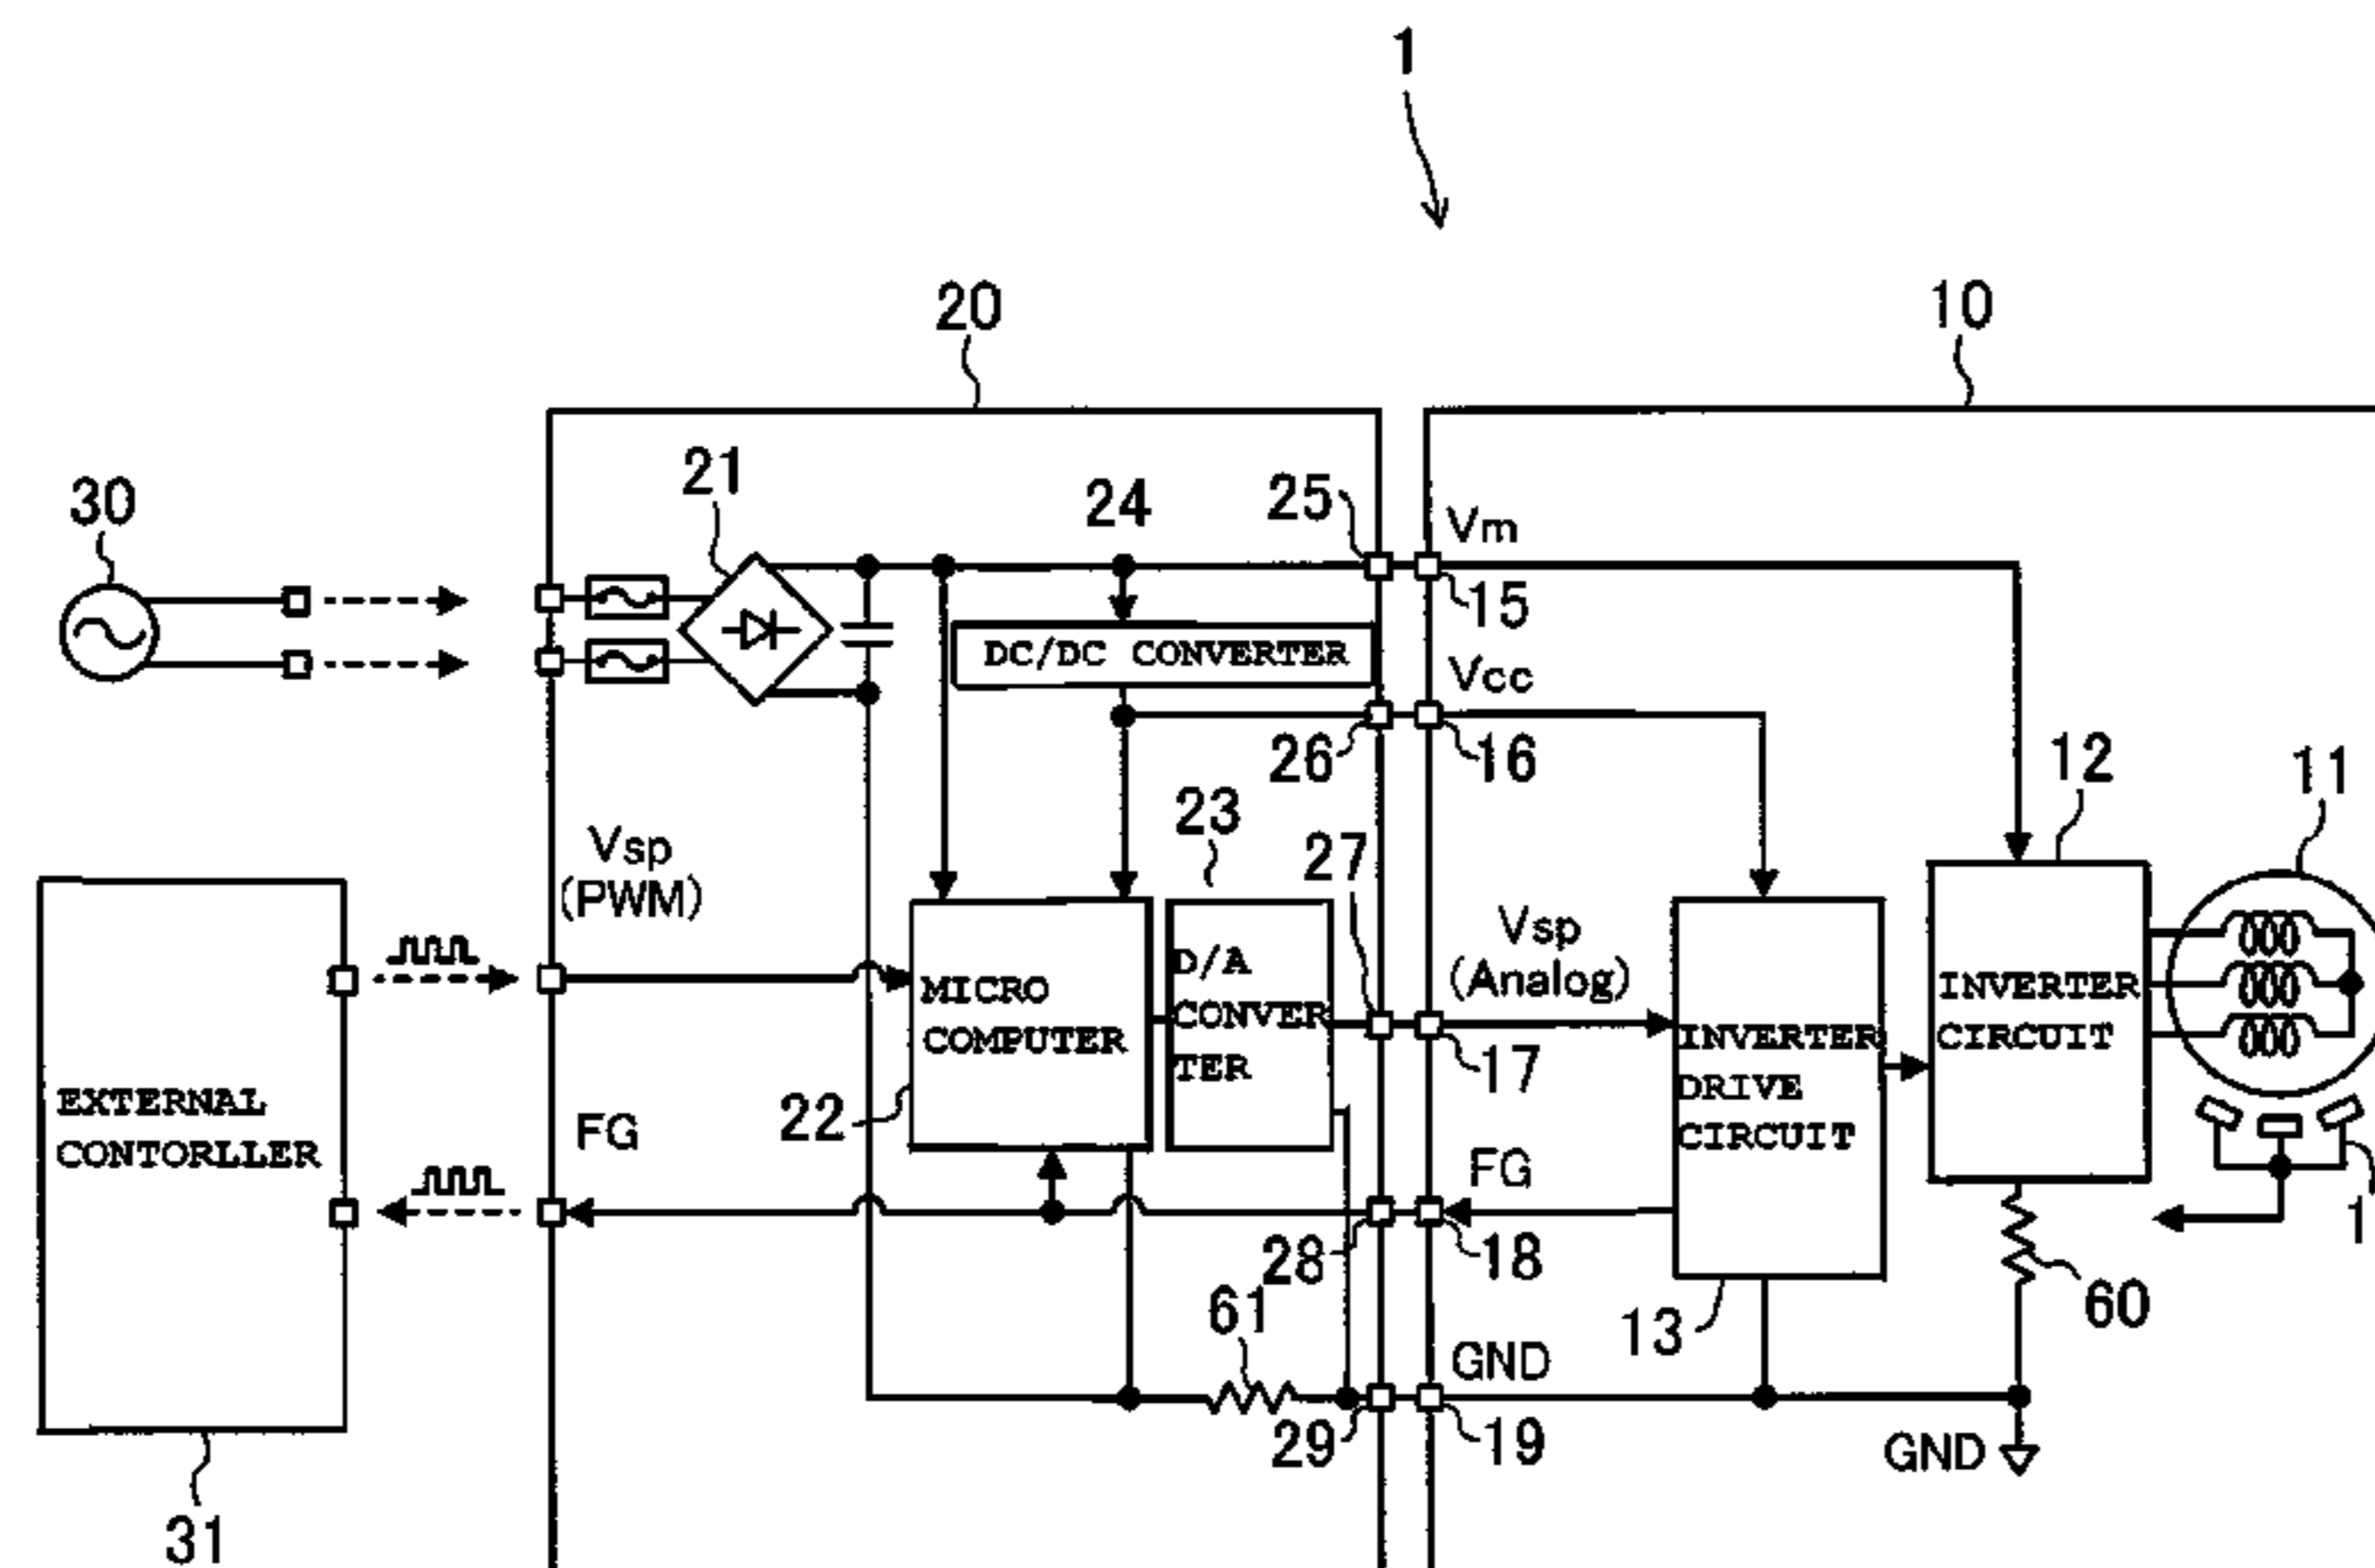 1
20
10
30
21
24
25
Vm
15
DC/DC CONVERTER
Vcc
26
16
12
11
23
27
Vsp
(PWM)
Vsp
(Analog)
MICRO
COMPUTER
D/A
CONVER
TER
17
INVERTER
DRIVE
CIRCUIT
INVERTER
CIRCUIT
22
EXTERNAL
CONTORLLER
FG
FG
28
18
1
61
13
60
GND
29
19
GND
31